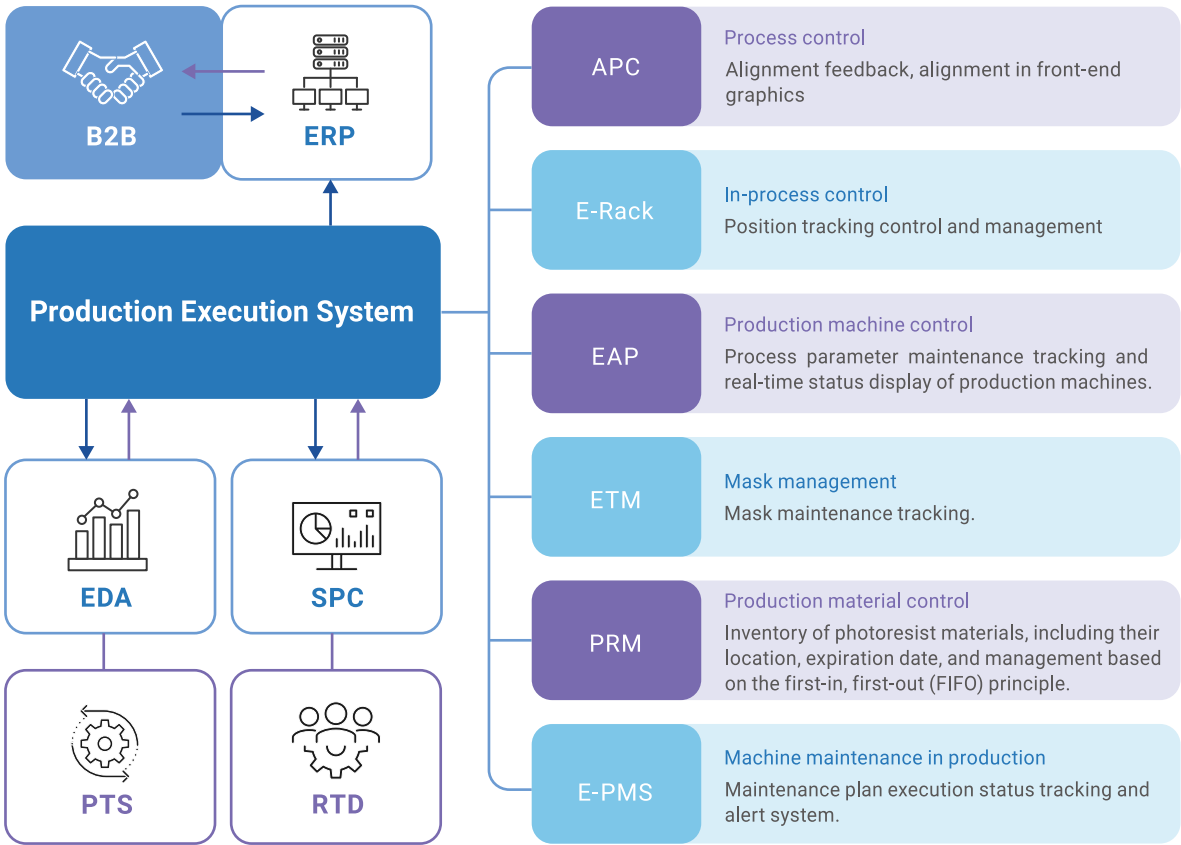 B2B
ERP
Production Execution System
EDA
SPC
PTS
RTD
APC
Process control
Alignment feedback, alignment in front-end
graphics
E-Rack
In-process control
Position tracking control and management
EAP
Production machine control
Process parameter maintenance tracking and
real-time status display of production machines.
ETM
Mask management
Mask maintenance tracking.
PRM
Production material control
Inventory of photoresist materials, including their
location, expiration date, and management based
on the first-in, first-out (FIFO) principle.
E-PMS
Machine maintenance in production
Maintenance plan execution status tracking and
alert system.